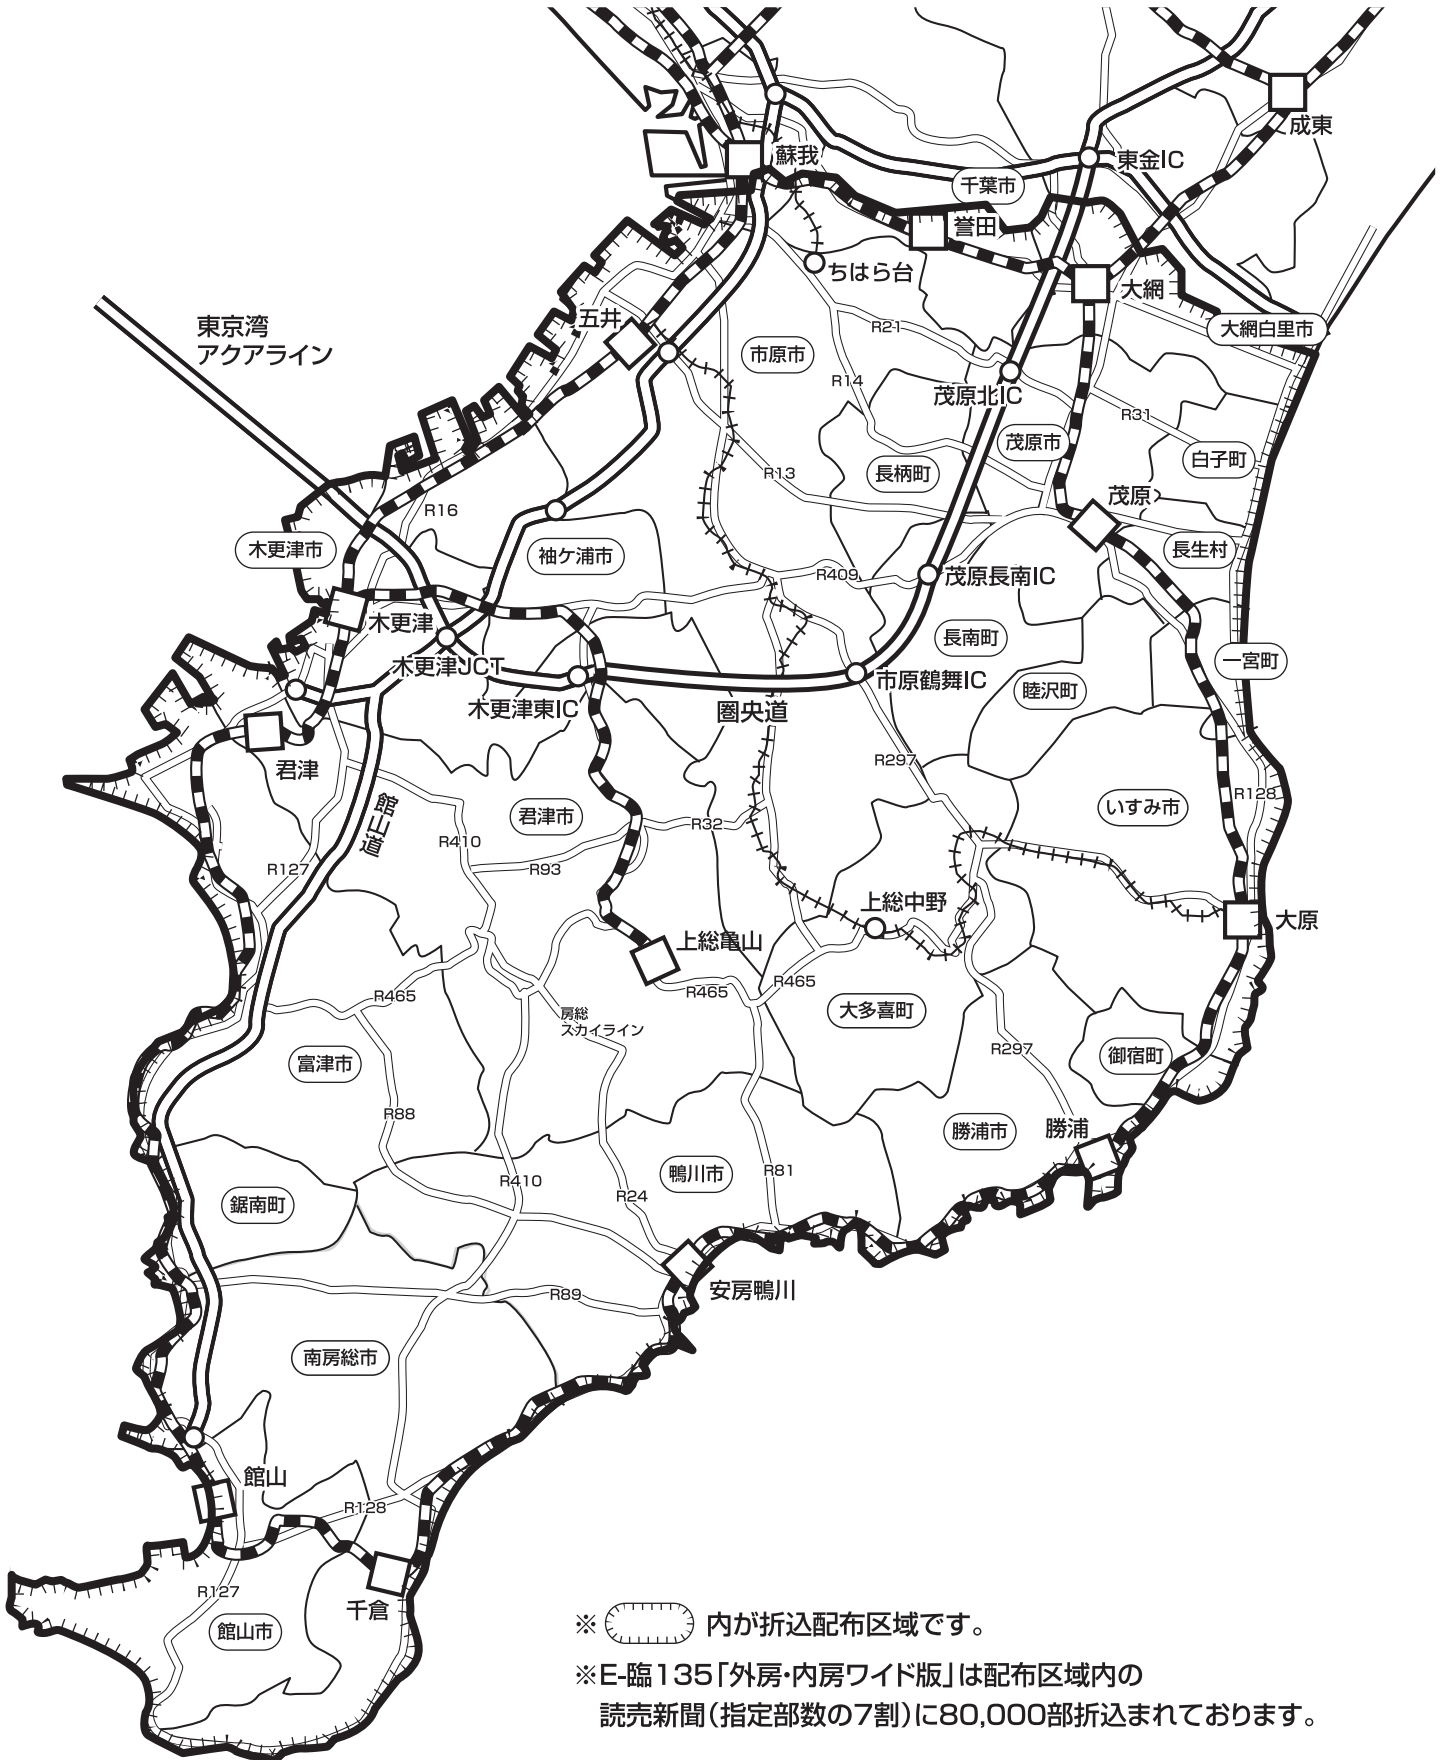 成東
蘇我
東金IC
千葉市
誉田
ちはら台
大網
東京湾
アクアライン
五井
R21
大網白里市
市原市
R14
茂原北IC
R31
茂原市
白子町
長柄町
R13
茂原
R16
木更津市
袖ケ浦市
長生村
R409
茂原長南IC
木更津
長南町
木更津JCT
一宮町
市原鶴舞IC
睦沢町
木更津東IC
圏央道
君津
R297
R128
いすみ市
館山道
君津市
R410
R32
R127
R93
上総中野
大原
上総亀山
R465
R465
R465
大多喜町
房総
スカイライン
R297
富津市
御宿町
R88
勝浦
勝浦市
鴨川市
R81
R410
R24
鋸南町
安房鴨川
R89
南房総市
館山
R128
R127
千倉
館山市
※ 内が折込配布区域です。
※E-臨135「外房・内房ワイド版」は配布区域内の
読売新聞(指定部数の7割)に80,000部折込まれております。